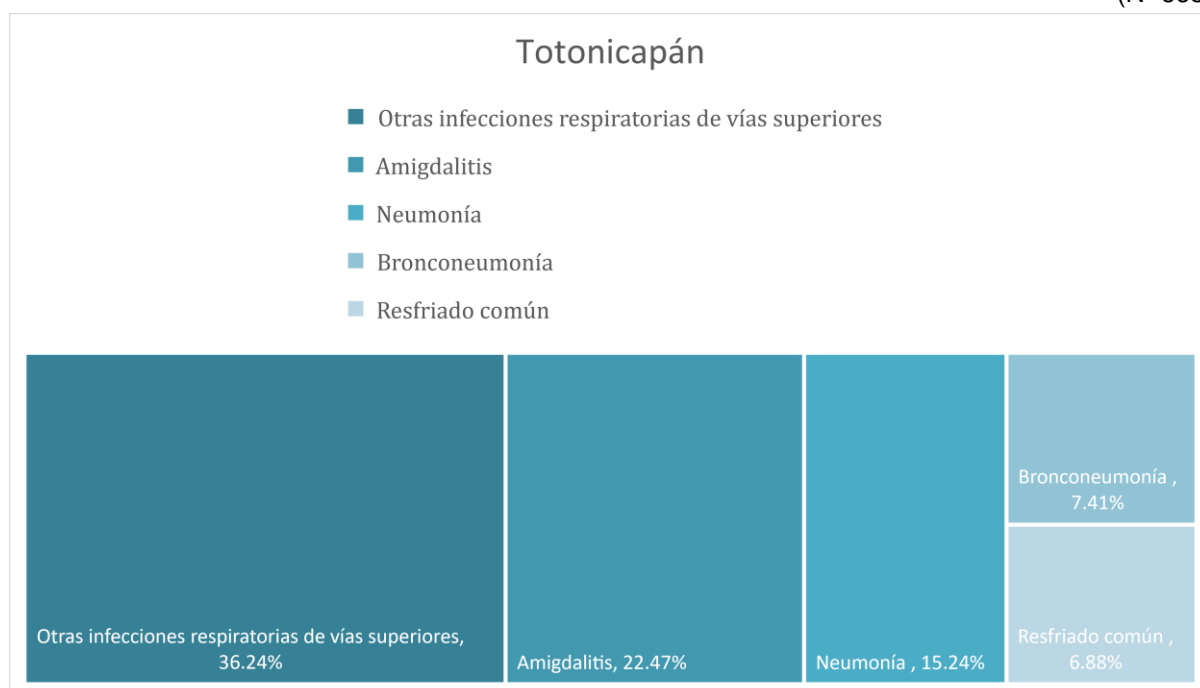 Totonicapán
Otras infecciones respiratorias de vías superiores
Amigdalitis
Neumonía
Bronconeumonía
Resfriado común
Otras infecciones respiratorias de vías superiores,
36.24%
Amigdalitis, 22.47%
Neumonía , 15.24%
Bronconeumonía ,
7.41%
Resfriado común ,
6.88%